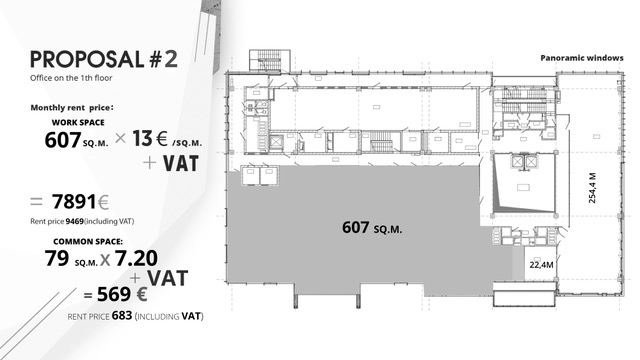 PROPOSAL #2
Office on the 1th floor
Monthly rent price:
WORK SPACE
607 SQ.M. × 13 € /SQ.M.
+ VAT
= 7891€
Rent price 9469(including VAT)
COMMON SPACE:
79 SQ.M. X 7.20
+ VAT
= 569 €
RENT PRICE 683 (INCLUDING VAT)
Panoramic windows
254,4 M
607 SQ.M.
22,4M